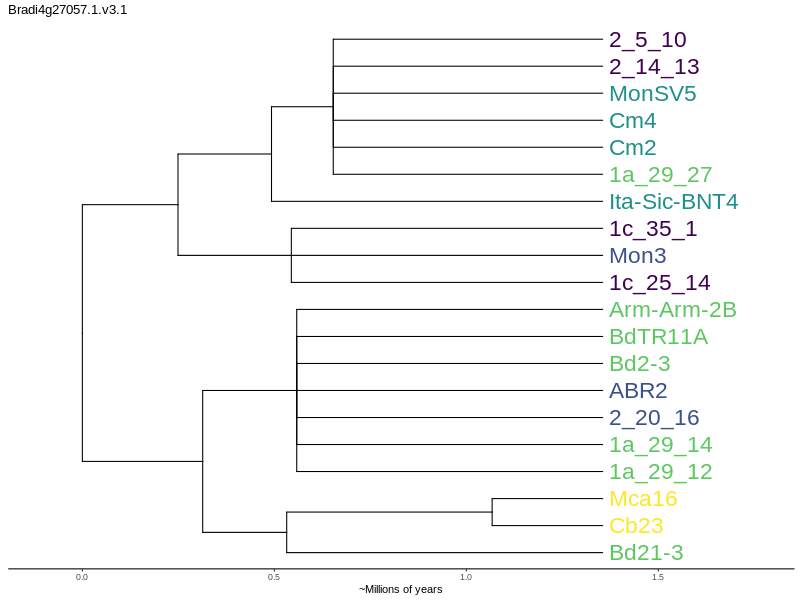 Bradi4g27057.1.v3.1
2_5_10
2_14_13
MonSV5
Cm4
Cm2
1a_29_27
Ita-Sic-BNT4
1c_35_1
Mon3
1c_25_14
Arm-Arm-2B
BdTR11A
Bd2-3
ABR2
2_20_16
1a_29_14
1a_29_12
Mca16
Cb23
Bd21-3
0.0 0.5 1.0 1.5
~Millions of years